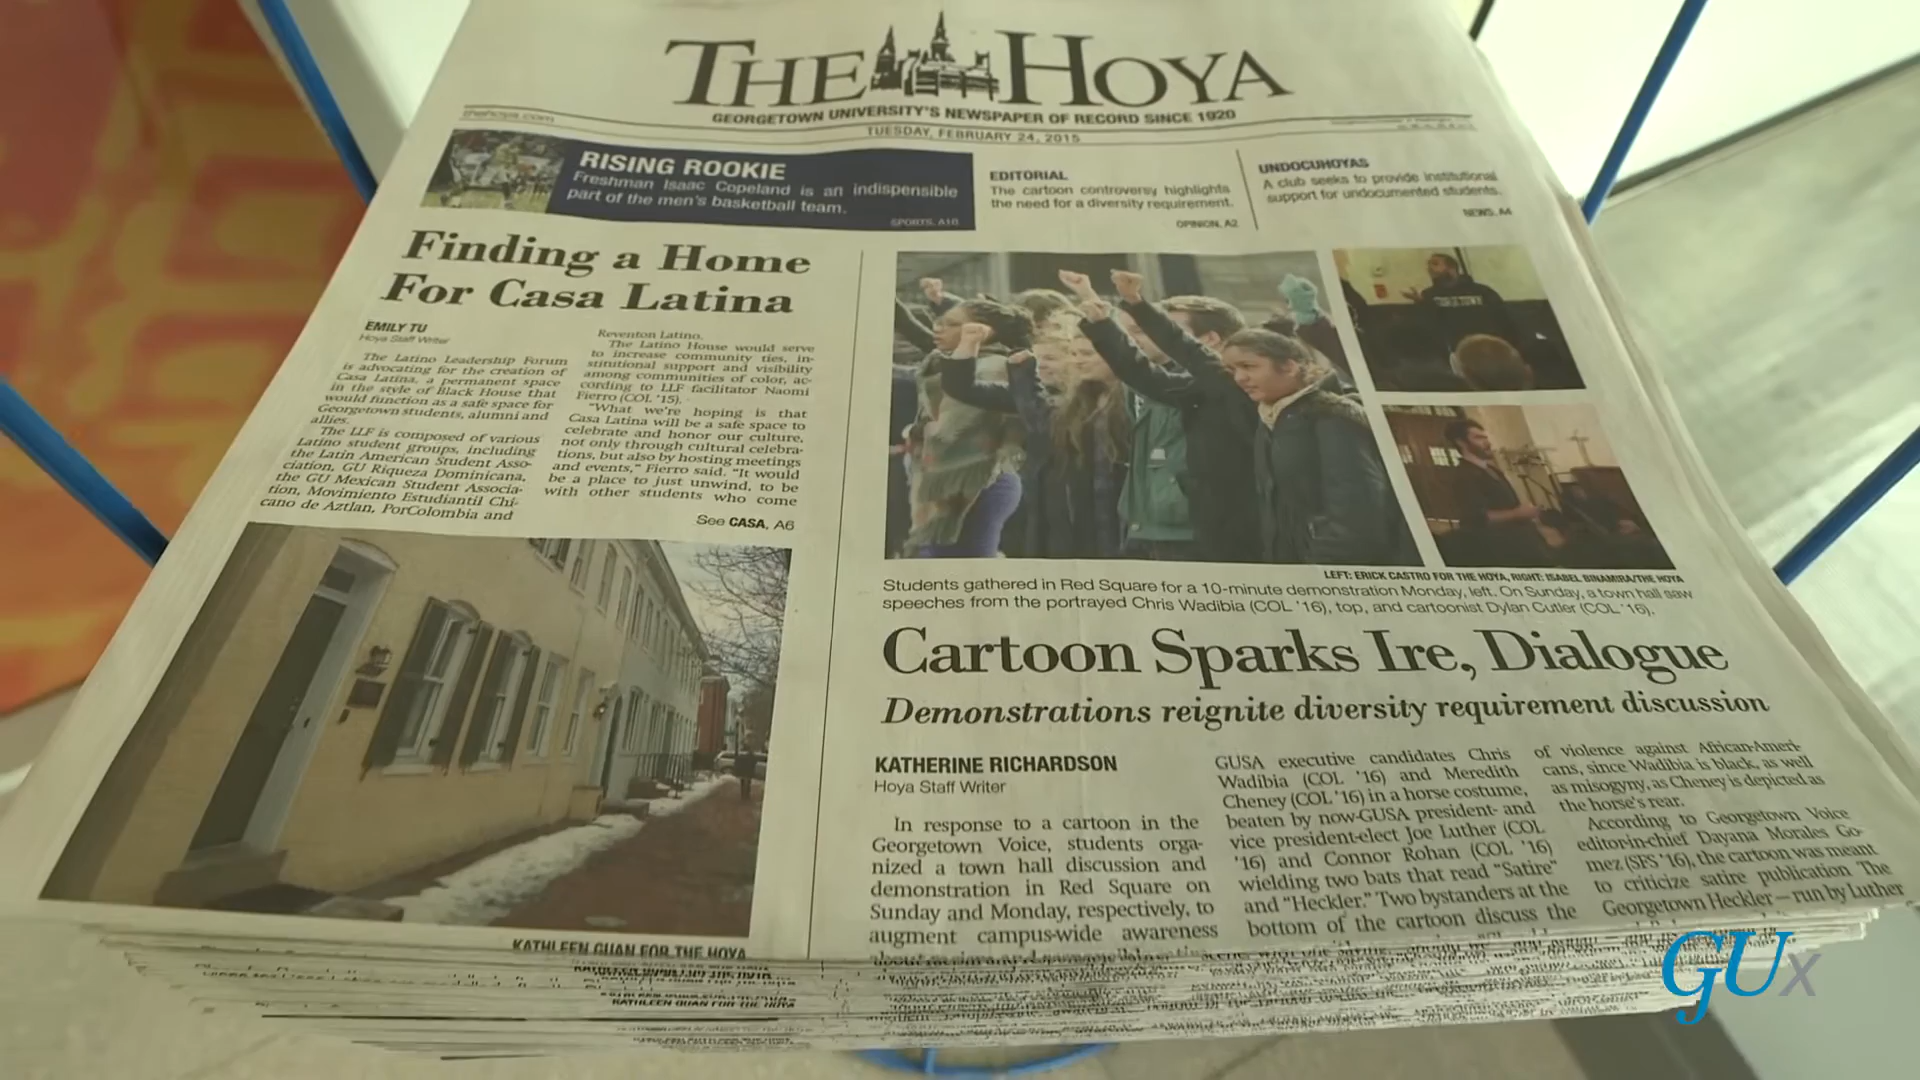 THE HOYA
GEORGETOWN UNIVERSITY'S NEWSPAPER OF RECORD SINCE 1920
thehoya.com
TUESDAY, FEBRUARY 24, 2015
RISING ROOKIE
Freshman Isaac Copeland is an indispensible
part of the men's basketball team.
SPORTS, A10
EDITORIAL
The cartoon controversy highlights
the need for a diversity requirement.
OPINION, A2
UNDOCUHOYAS
A club seeks to provide institutional
support for undocumented students.
NEWS, A4
Finding a Home
For Casa Latina
EMILY TU
Hoya Staff Writer
The Latino Leadership Forum
is advocating for the creation of
Casa Latina, a permanent space
in the style of Black House that
would function as a safe space for
Georgetown students, alumni and
allies.
The LLF is composed of various
Latino student groups, including
the Latin American Student Asso-
ciation, GU Riqueza Dominicana,
the GU Mexican Student Associa-
tion, Movimiento Estudiantil Chi-
cano de Aztlan, PorColombia and
Reventon Latino.
The Latino House would serve
to increase community ties, in-
stitutional support and visibility
among communities of color, ac-
cording to LLF facilitator Naomi
Fierro (COL '15).
"What we're hoping is that
Casa Latina will be a safe space to
celebrate and honor our culture,
not only through cultural celebra-
tions, but also by hosting meetings
and events," Fierro said. "It would
be a place to just unwind, to be
with other students who come
See CASA, A6
KATHLEEN GUAN FOR THE HOYA
LEFT: ERICK CASTRO FOR THE HOYA, RIGHT: ISABEL BINAMIRA/THE HOYA
Students gathered in Red Square for a 10-minute demonstration Monday, left. On Sunday, a town hall saw
speeches from the portrayed Chris Wadibia (COL '16), top, and cartoonist Dylan Cutler (COL '16).
Cartoon Sparks Ire, Dialogue
Demonstrations reignite diversity requirement discussion
KATHERINE RICHARDSON
Hoya Staff Writer
In response to a cartoon in the
Georgetown Voice, students orga-
nized a town hall discussion and
demonstration in Red Square on
Sunday and Monday, respectively, to
augment campus-wide awareness
GUSA executive candidates Chris
Wadibia (COL '16) and Meredith
Cheney (COL '16) in a horse costume,
beaten by now-GUSA president- and
vice president-elect Joe Luther (COL
'16) and Connor Rohan (COL '16)
wielding two bats that read "Satire"
and "Heckler." Two bystanders at the
bottom of the cartoon discuss the
of violence against African-Ameri-
cans, since Wadibia is black, as well
as misogyny, as Cheney is depicted as
the horse's rear.
According to Georgetown Voice
editor-in-chief Dayana Morales Go-
mez (SFS '16), the cartoon was meant
to criticize satire publication The
Georgetown Heckler — run by Luther
KATHLEEN GUAN FOR THE HOYA
GUx